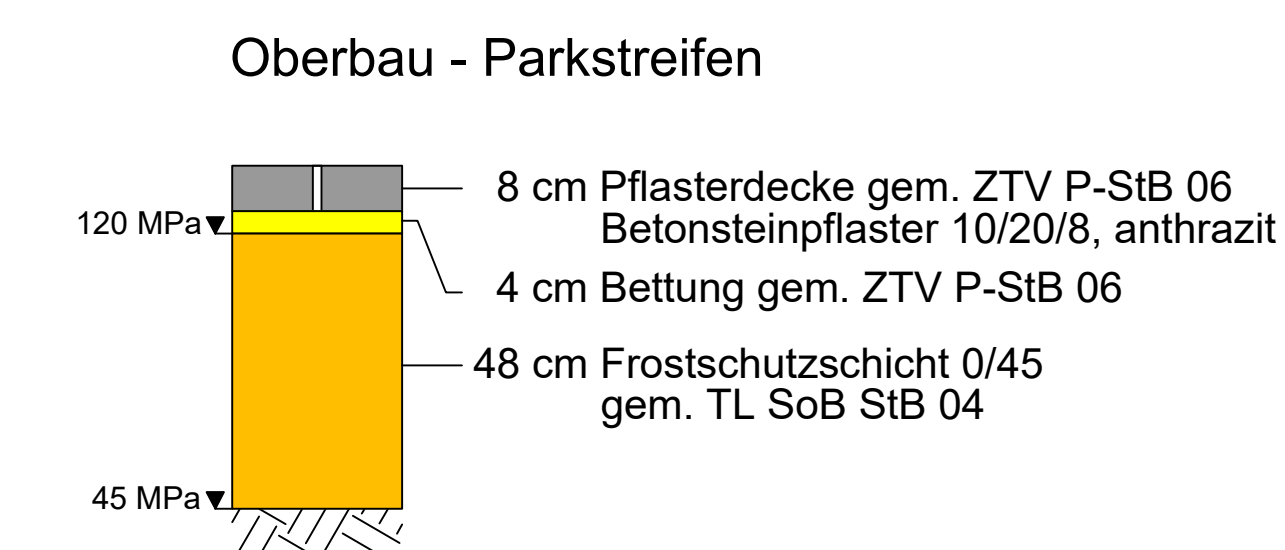 Oberbau - Parkstreifen
8 cm Pflasterdecke gem. ZTV P-StB 06
120 MPa
Betonsteinpflaster 10/20/8, anthrazit
4 cm Bettung gem. ZTV P-StB 06
48 cm Frostschutzschicht 0/45
gem. TL SoB StB 04
45 MPa